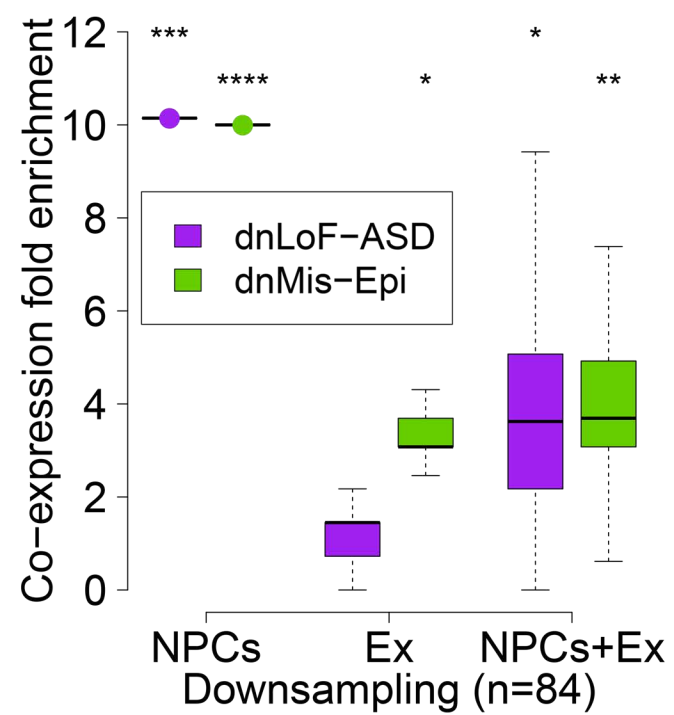 Co−expression fold enrichment
12
10
8
6
4
2
0
*** *
**** * **
dnLoF−ASD
dnMis−Epi
NPCs Ex NPCs+Ex
Downsampling (n=84)